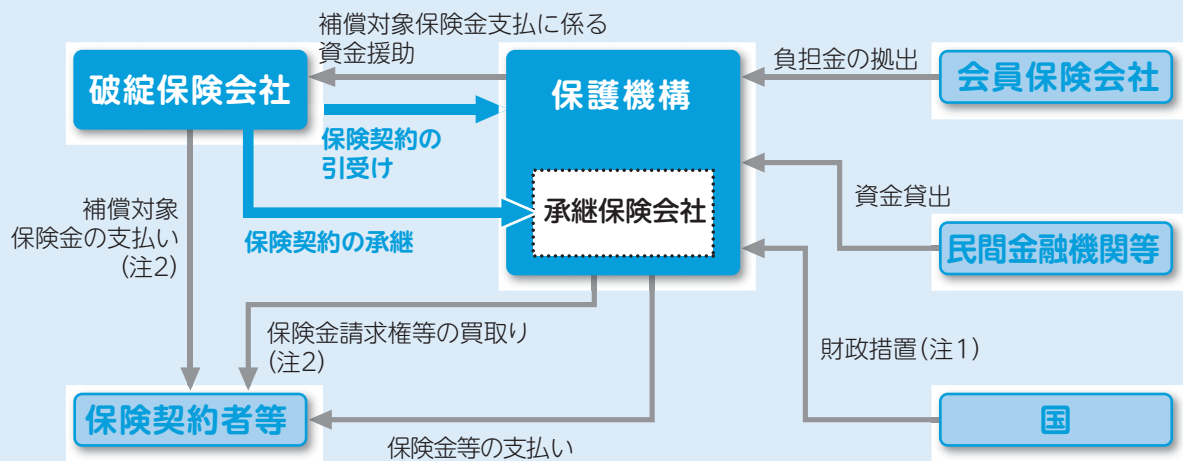 補償対象保険金支払に係る
資金援助
負担金の拠出
破綻保険会社
保護機構
会員保険会社
保険契約の
引受け
資金貸出
補償対象
保険金の支払い
(注2)
保険契約の承継
承継保険会社
民間金融機関等
保険金請求権等の買取り
(注2)
財政措置(注1)
保険契約者等
国
保険金等の支払い